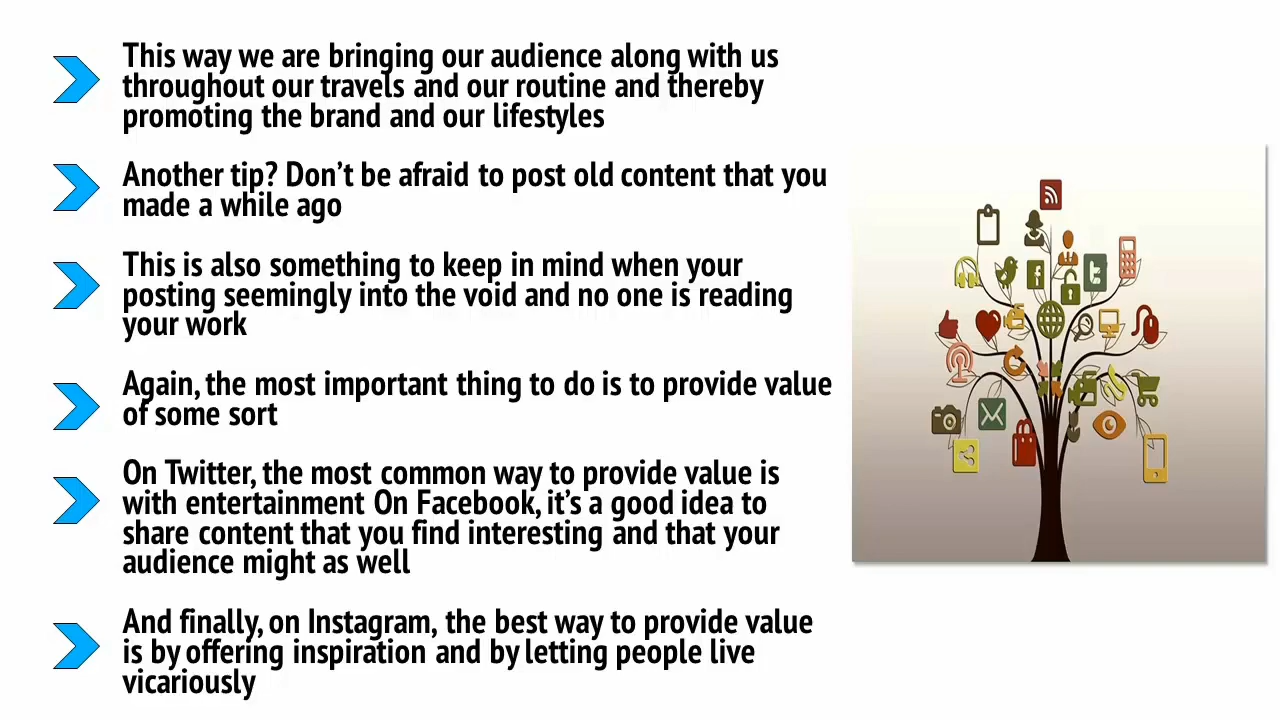 This way we are bringing our audience along with us
throughout our travels and our routine and thereby
promoting the brand and our lifestyles
Another tip? Don't be afraid to post old content that you
made a while ago
This is also something to keep in mind when your
posting seemingly into the void and no one is reading
your work
Again, the most important thing to do is to provide value
of some sort
On Twitter, the most common way to provide value is
with entertainment On Facebook, it's a good idea to
share content that you find interesting and that your
audience might as well
And finally, on Instagram, the best way to provide value
is by offering inspiration and by letting people live
vicariously